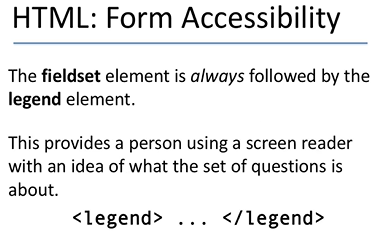 HTML: Form Accessibility
The fieldset element is always followed by the
legend element.
This provides a person using a screen reader
with an idea of what the set of questions is
about.
<legend> ... </legend>